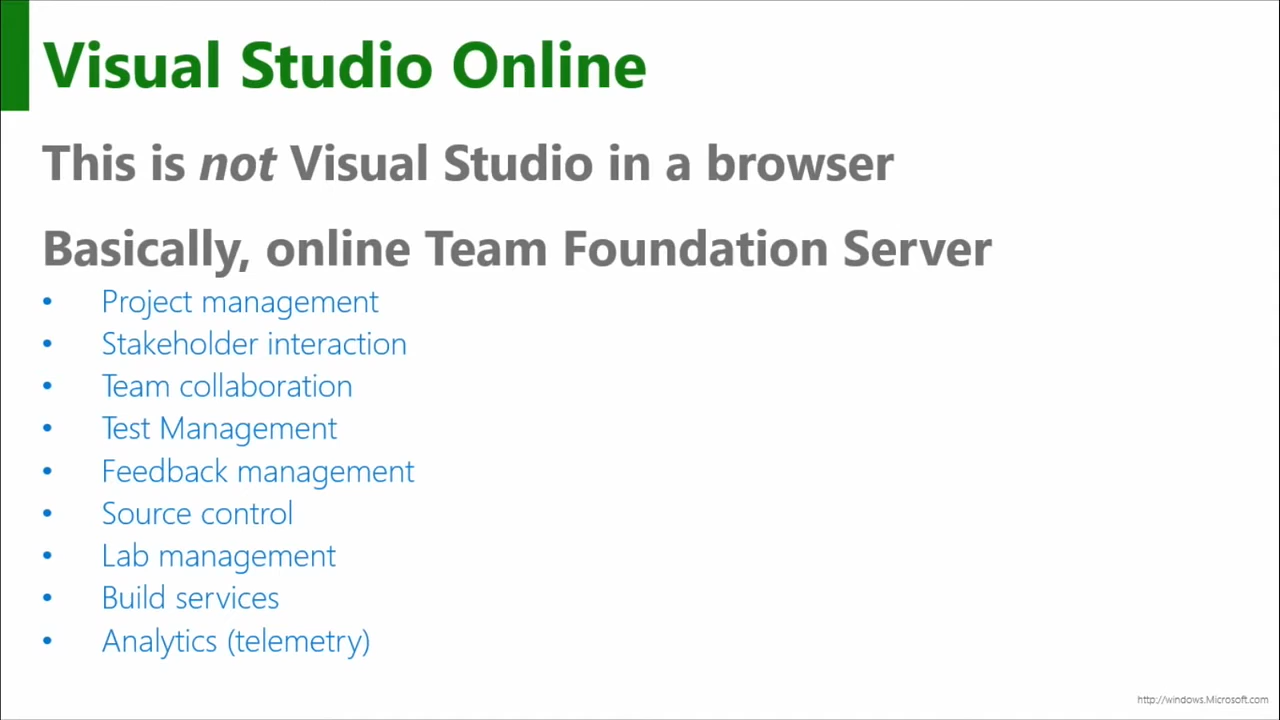 Visual Studio Online
This is not Visual Studio in a browser
Basically, online Team Foundation Server
• Project management
• Stakeholder interaction
• Team collaboration
• Test Management
• Feedback management
• Source control
• Lab management
• Build services
• Analytics (telemetry)
http://windows.Microsoft.com